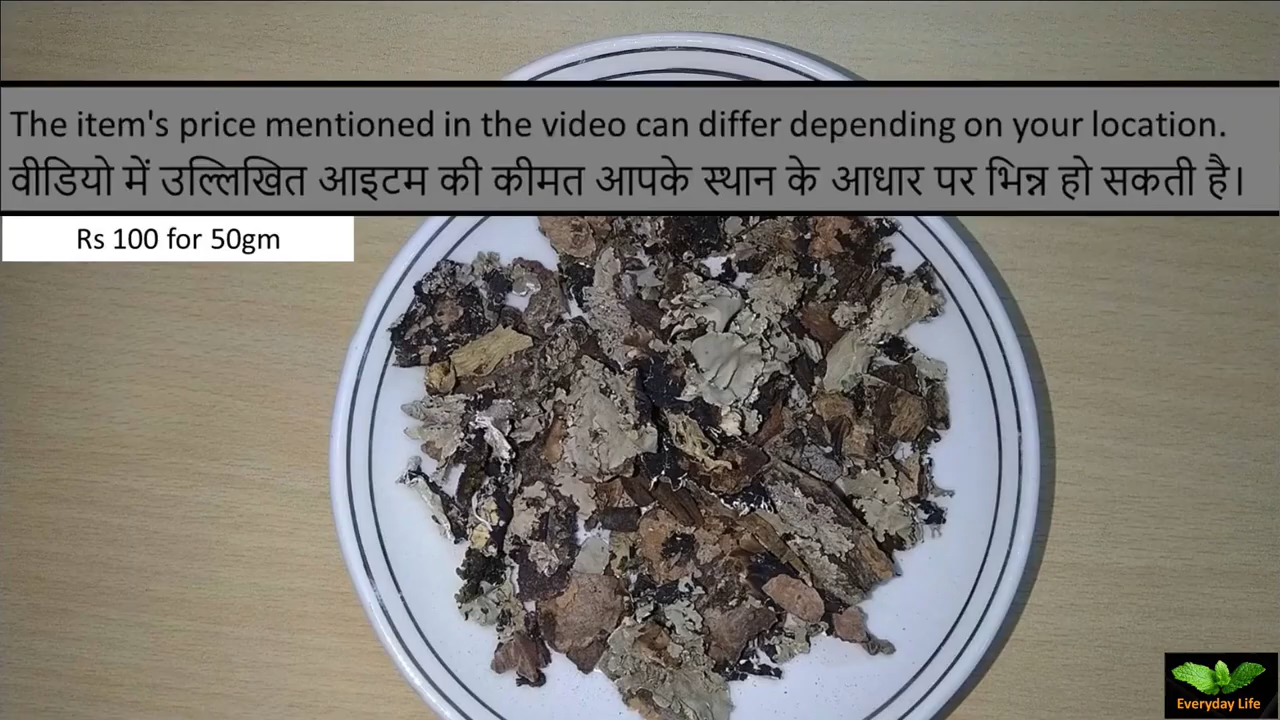 The item's price mentioned in the video can differ depending on your location.
वीडियो में उल्लिखित आइटम की कीमत आपके स्थान के आधार पर भिन्न हो सकती है।
Rs 100 for 50gm
Everyday Life